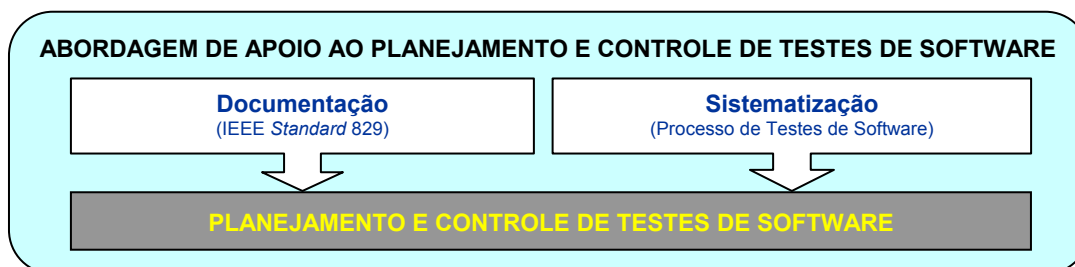 ABORDAGEM DE APOIO AO PLANEJAMENTO E CONTROLE DE TESTES DE SOFTWARE
Documentação
(IEEE Standard 829)
Sistematização
(Processo de Testes de Software)
PLANEJAMENTO E CONTROLE DE TESTES DE SOFTWARE